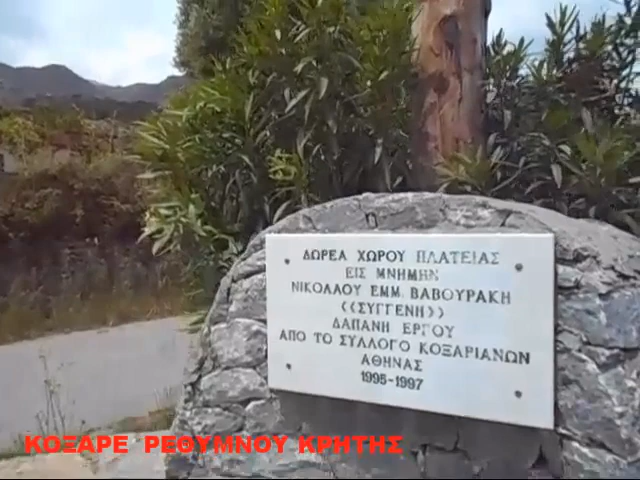 ΔΩΡΕΑ ΧΩΡΟΥ ΠΛΑΤΕΙΑΣ
ΕΙΣ ΜΝΗΜΗΝ
ΝΙΚΟΛΑΟΥ ΕΜΜ. ΒΑΒΟΥΡΑΚΗ
<<ΣΥΓΓΕΝΗ>>
ΔΑΠΑΝΗ ΕΡΓΟΥ
ΑΠΟ ΤΟ ΣΥΛΛΟΓΟ ΚΟΞΑΡΙΑΝΩΝ
ΑΘΗΝΑΣ
1995-1997
ΚΟΞΑΡΕ ΡΕΘΥΜΝΟΥ ΚΡΗΤΗΣ